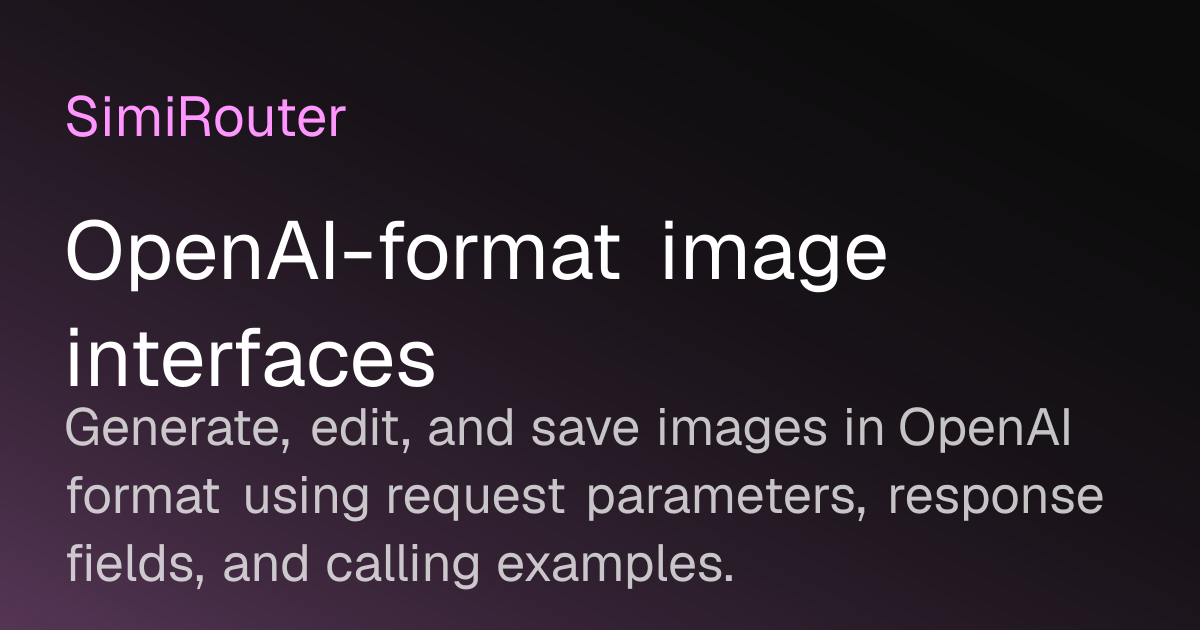 SimiRouter
OpenAI-format image
interfaces
Generate, edit, and save images in OpenAI
format using request parameters, response
fields, and calling examples.